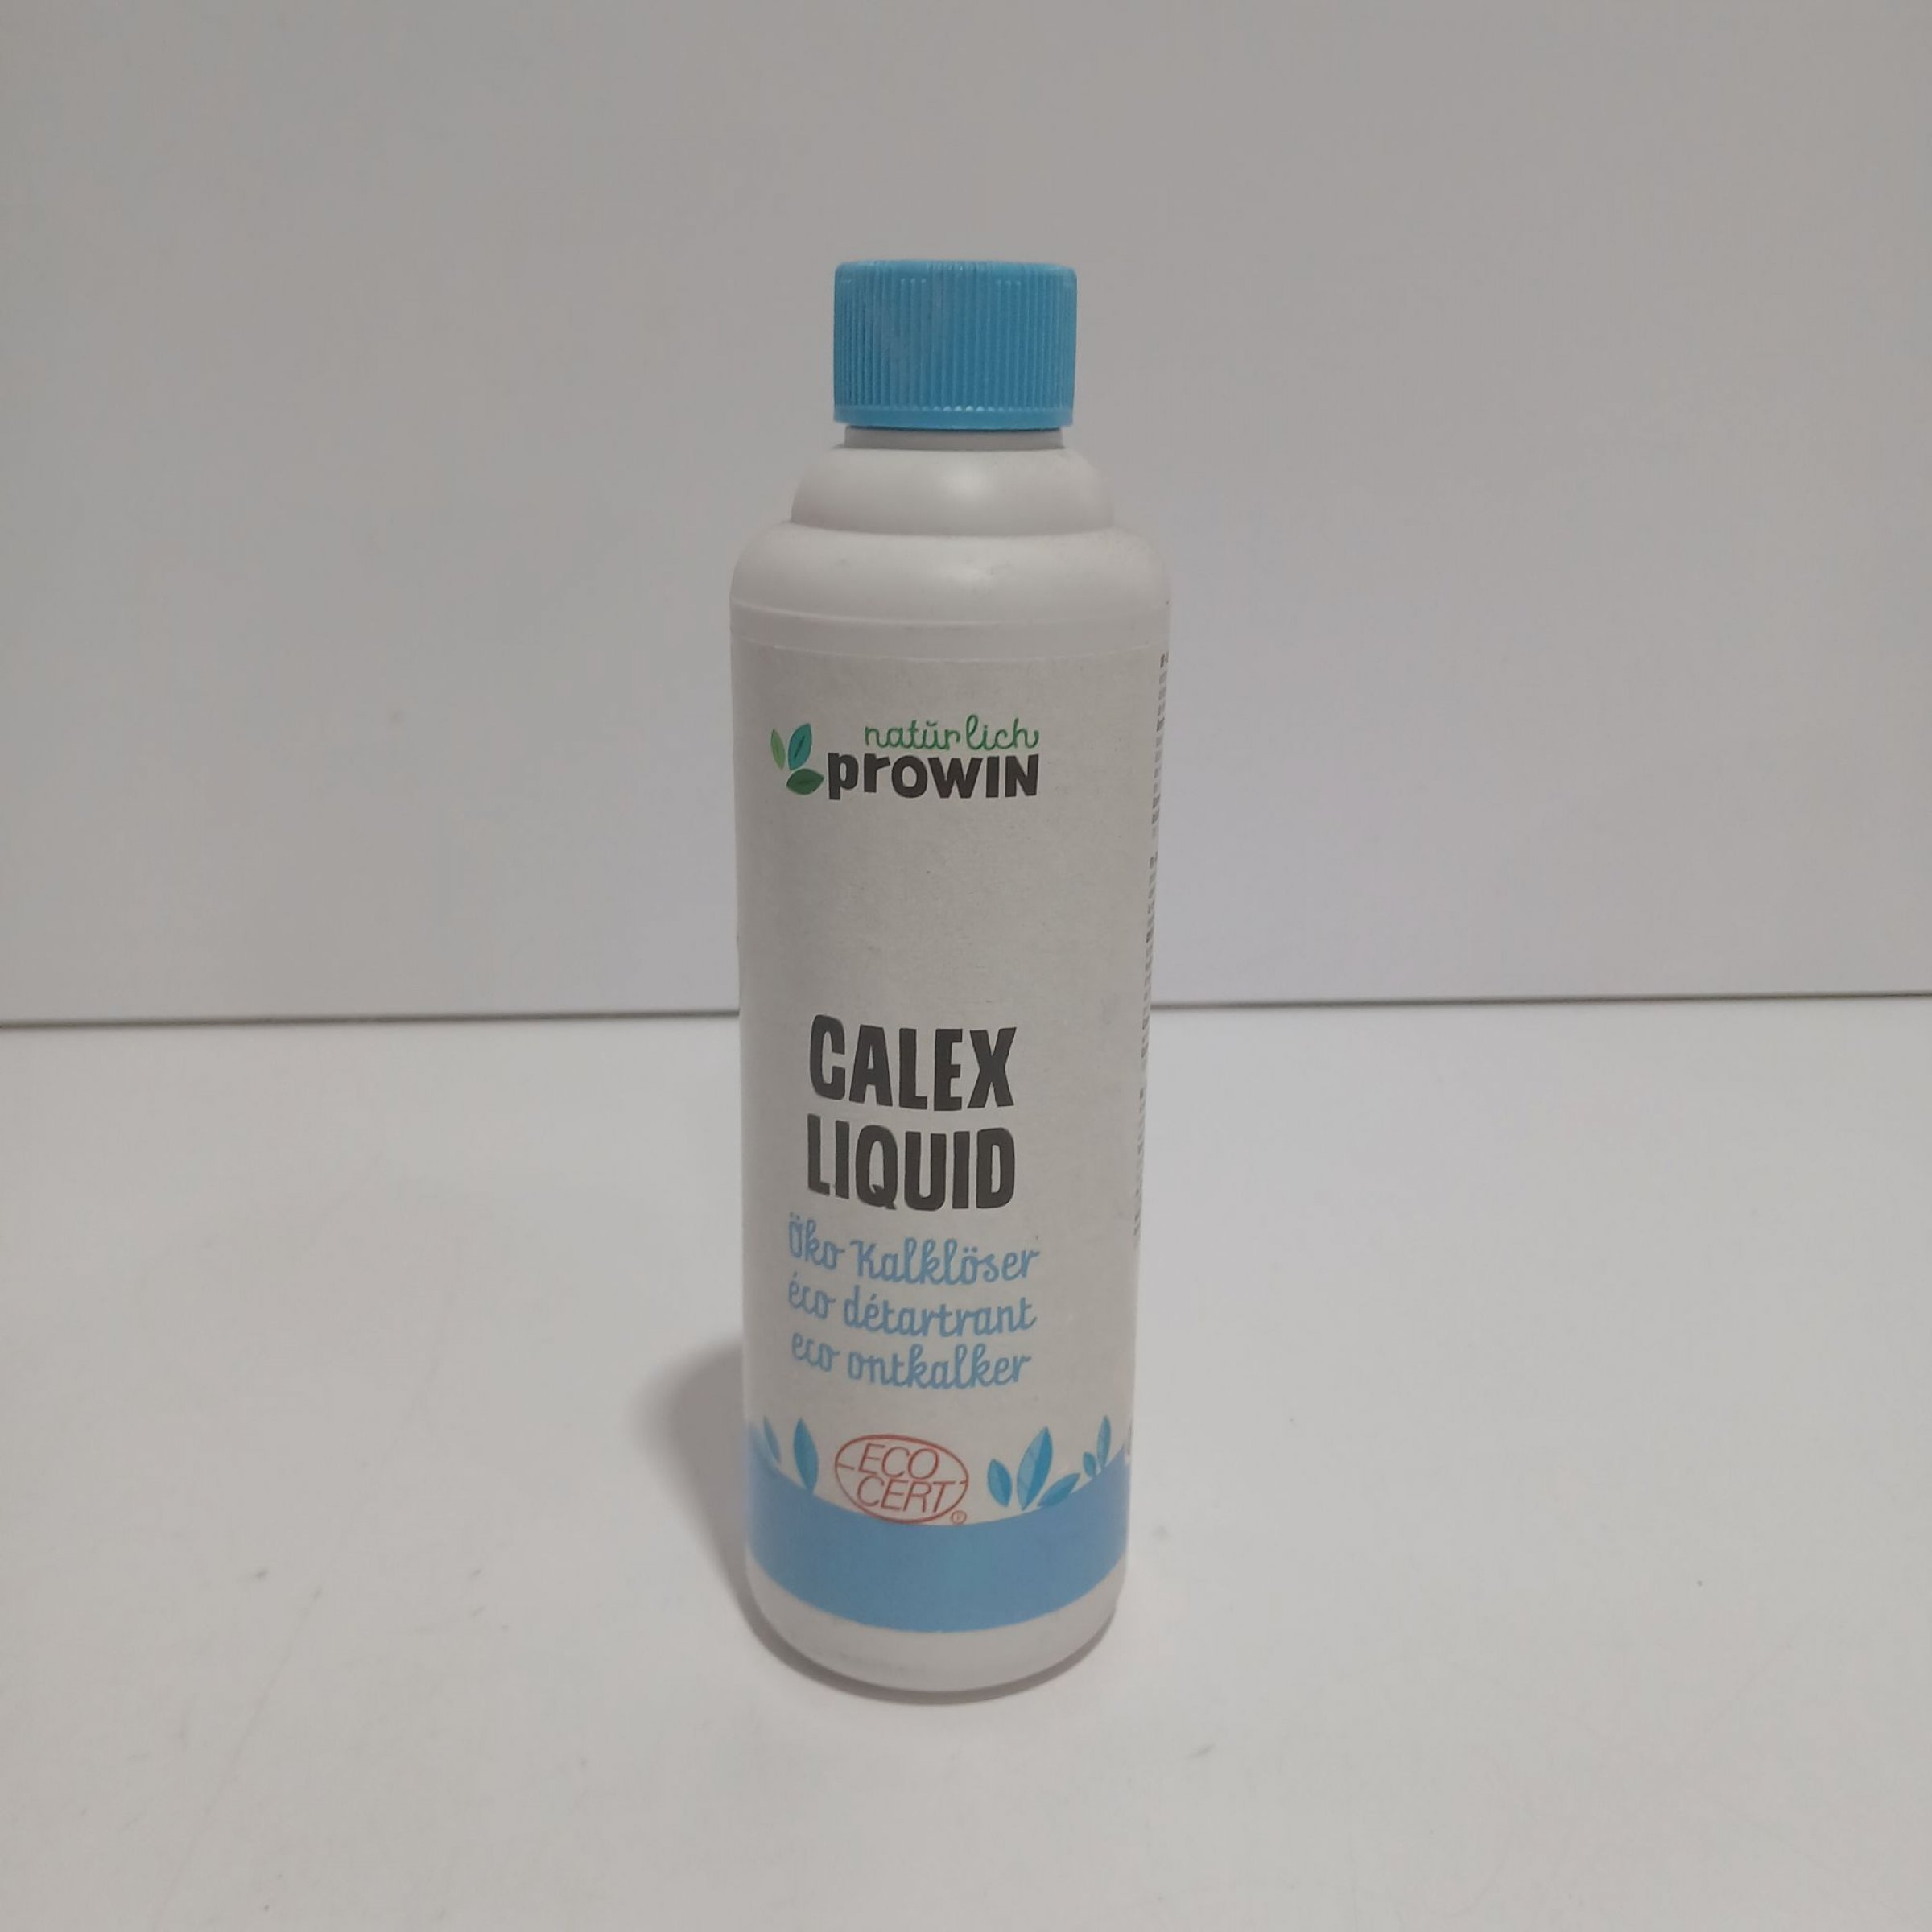 natürlich
proWIN
CALEX
LIQUID
Öko Kalklöser
éco détartrant
eco ontkalker
ECO
CERT
®